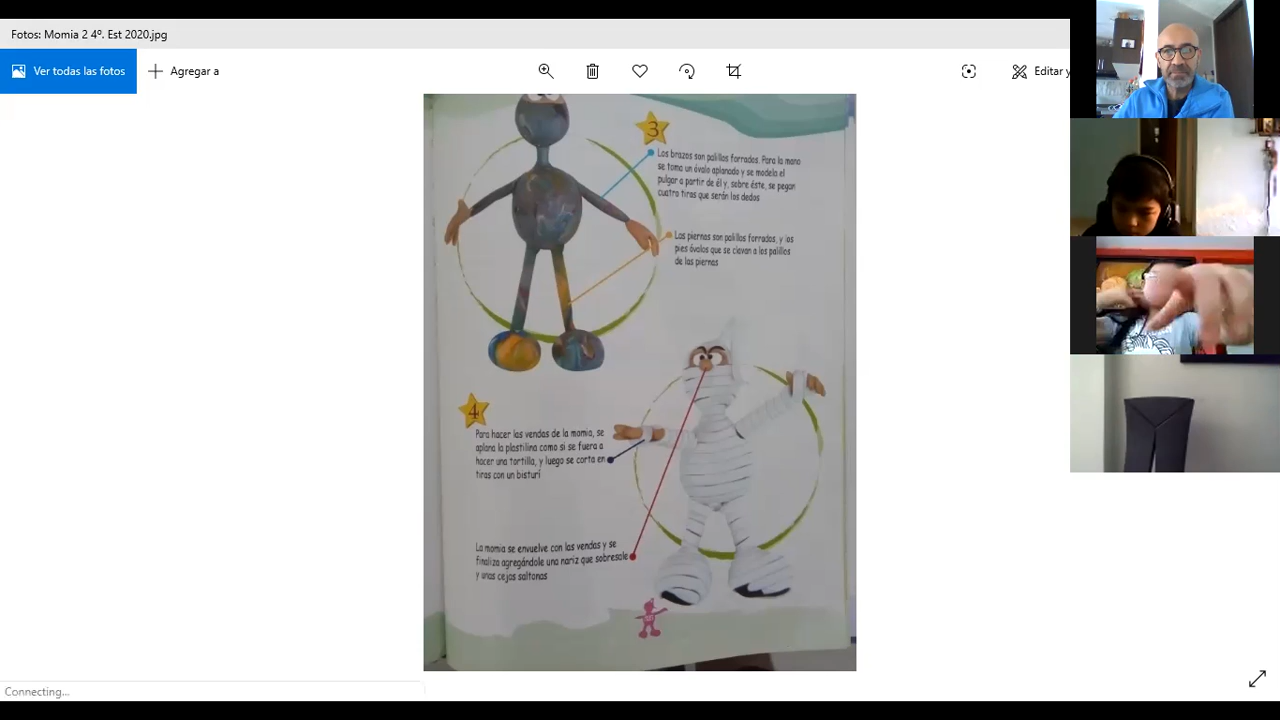 Fotos: Momia 2 4º. Est 2020.jpg
Ver todas las fotos
Agregar a
Editar y
3
Los brazos son palillos forrados. Para la mano
se toma un óvalo aplanado y se modela el
pulgar a partir de él y, sobre éste, se pegan
cuatro tiras que serán los dedos
Las piernas son palillos forrados, y los
pies óvalos que se clavan a los palillos
de las piernas
4
Para hacer las vendas de la momia, se
aplana la plastilina como si se fuera a
hacer una tortilla, y luego se corta en
tiras con un bisturí
La momia se envuelve con las vendas y se
finaliza agregándole una nariz que sobresale
y unas cejas saltonas
Connecting...